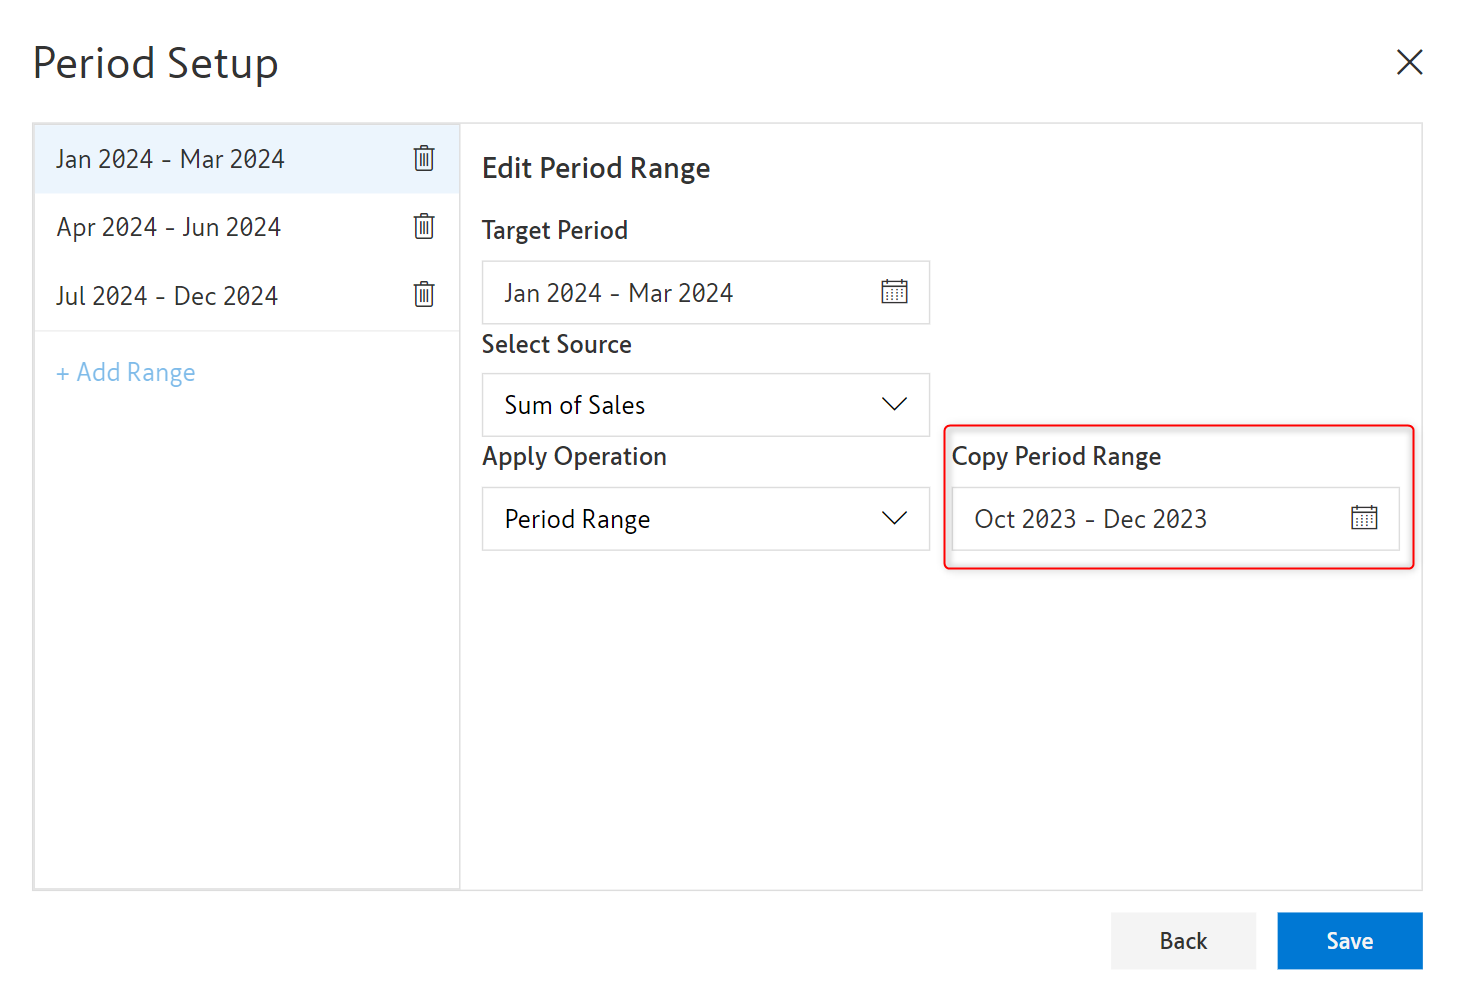 Period Setup
Jan 2024 - Mar 2024
Apr 2024 - Jun 2024
Jul 2024 - Dec 2024
+ Add Range
Edit Period Range
Target Period
Jan 2024 - Mar 2024
Select Source
Sum of Sales
Apply Operation
Period Range
Copy Period Range
Oct 2023 - Dec 2023
Back
Save